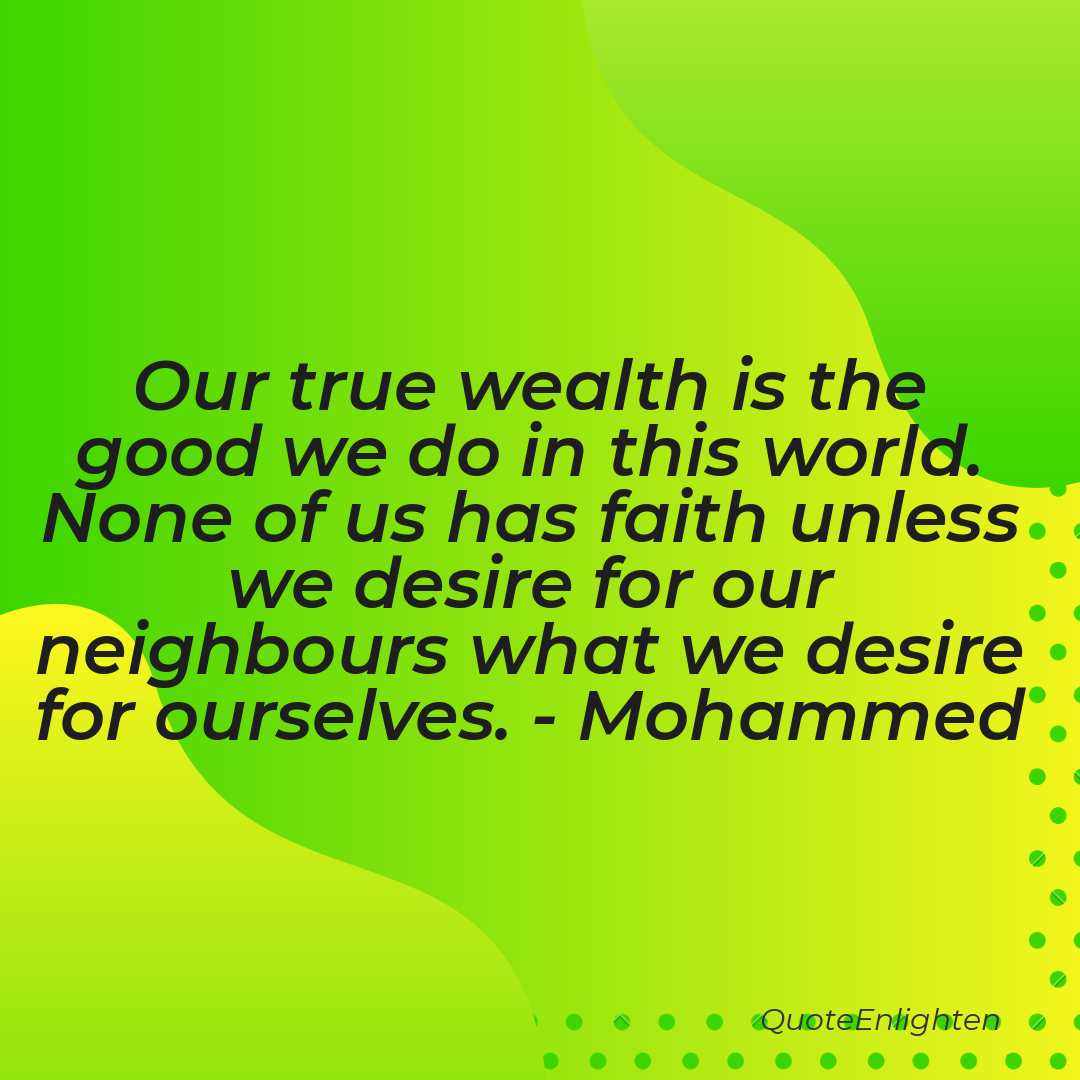 Our true wealth is the
good we do in this world.
None of us has faith unless
we desire for our
neighbours what we desire
for ourselves. - Mohammed
QuoteEnlighten